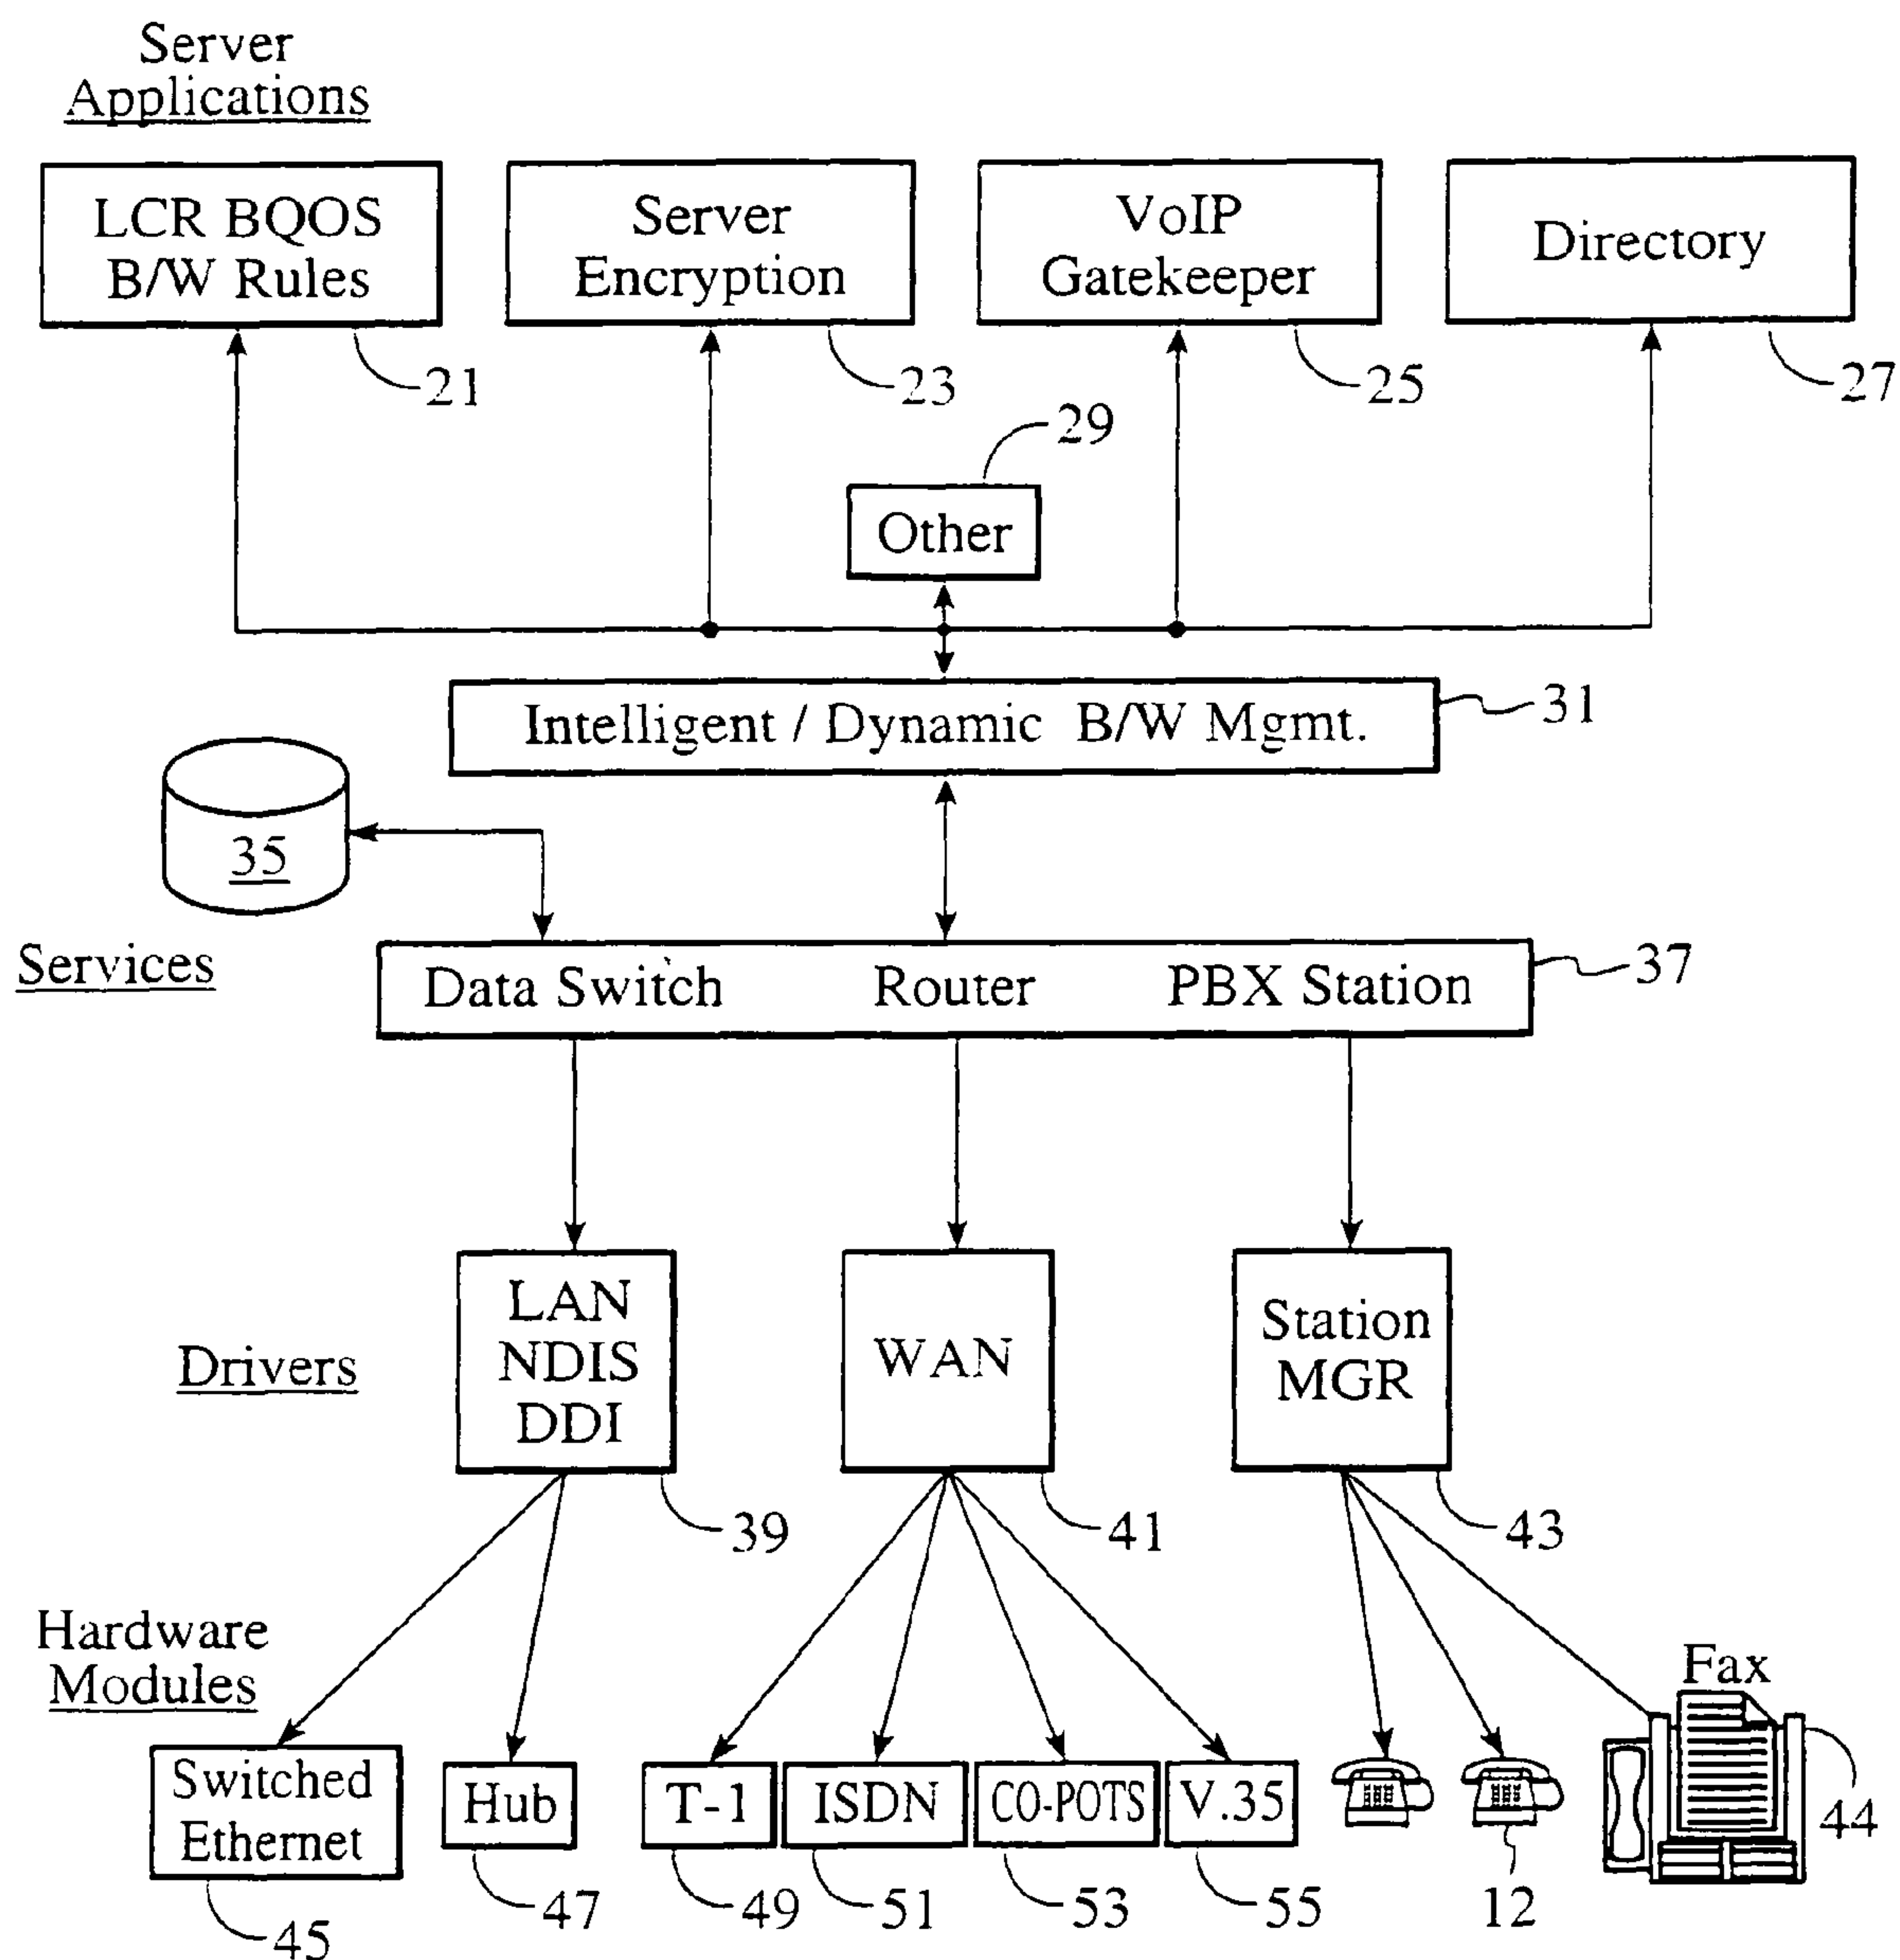 Server
Applications
LCR BQOS
B/W Rules
Server
Encryption
VoIP
Gatekeeper
Directory
21
23
25
27
29
Other
Intelligent / Dynamic B/W Mgmt.
31
35
Services
Data Switch Router PBX Station
37
Drivers
LAN
NDIS
DDI
WAN
Station
MGR
39
41
43
Hardware
Modules
Fax
Switched
Ethernet
Hub
T-1
ISDN
CO-POTS
V.35
44
45
47
49
51
53
55
12